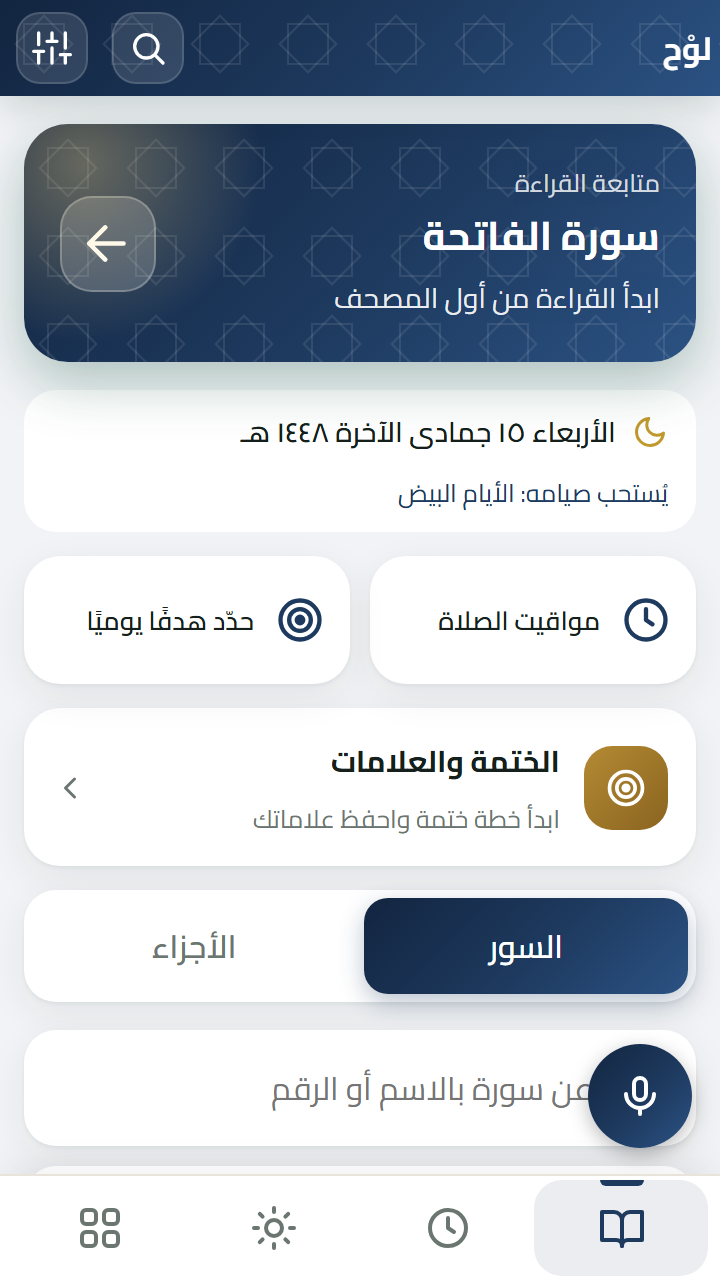 لوْح
متابعة القراءة
سورة الفاتحة
ابدأ القراءة من أول المصحف
الأربعاء ١٥ جمادى الآخرة ١٤٤٨ هـ
يُستحب صيامه: الأيام البيض
مواقيت الصلاة
حدّد هدفًا يوميًا
الختمة والعلامات
ابدأ خطة ختمة واحفظ علاماتك
السور
الأجزاء
عن سورة بالاسم أو الرقم